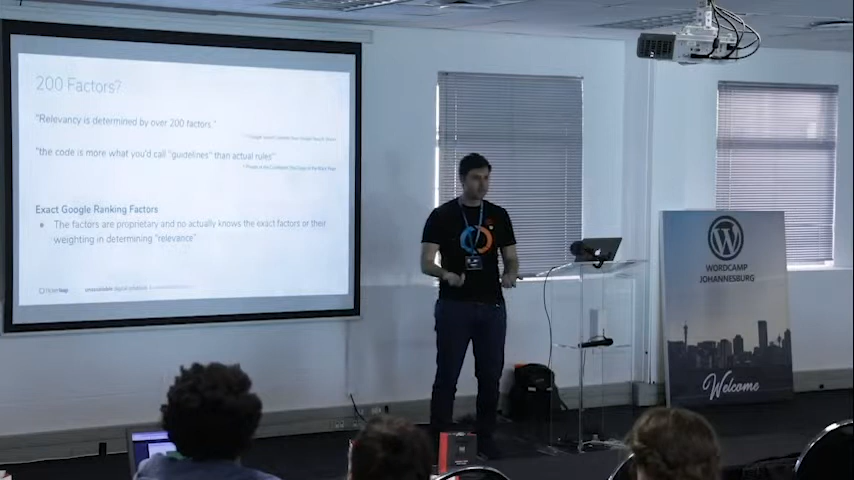 200 Factors?
"Relevancy is determined by over 200 factors "
"the code is more what you'd call "guidelines" than actual rules"
Exact Google Ranking Factors
• The factors are proprietary and no actually knows the exact factors or their
weighting in determining "relevance"
WORDCAMP
JOHANNESBURG
Welcome